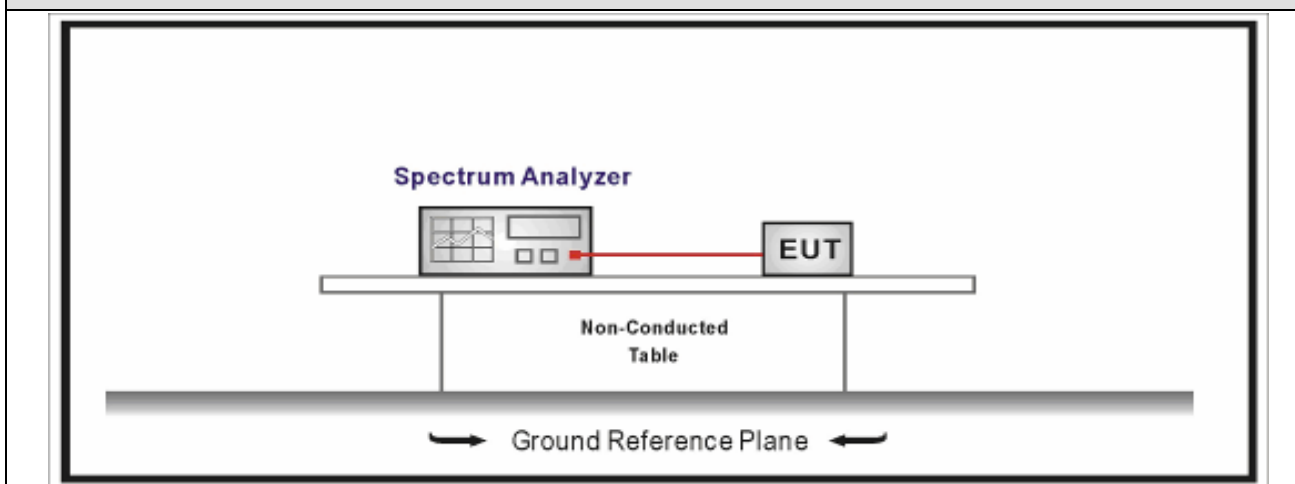 Spectrum Analyzer
EUT
Non-Conducted
Table
Ground Reference Plane